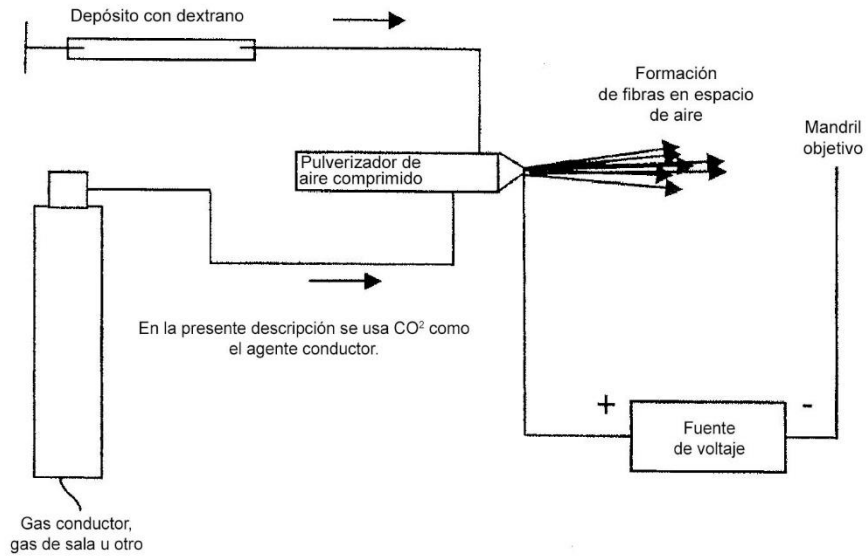 Depósito con dextrano
Formación
de fibras en espacio
de aire
Mandril
objetivo
Pulverizador de
aire comprimido
En la presente descripción se usa CO² como
el agente conductor.
+
-
Fuente
de voltaje
Gas conductor,
gas de sala u otro